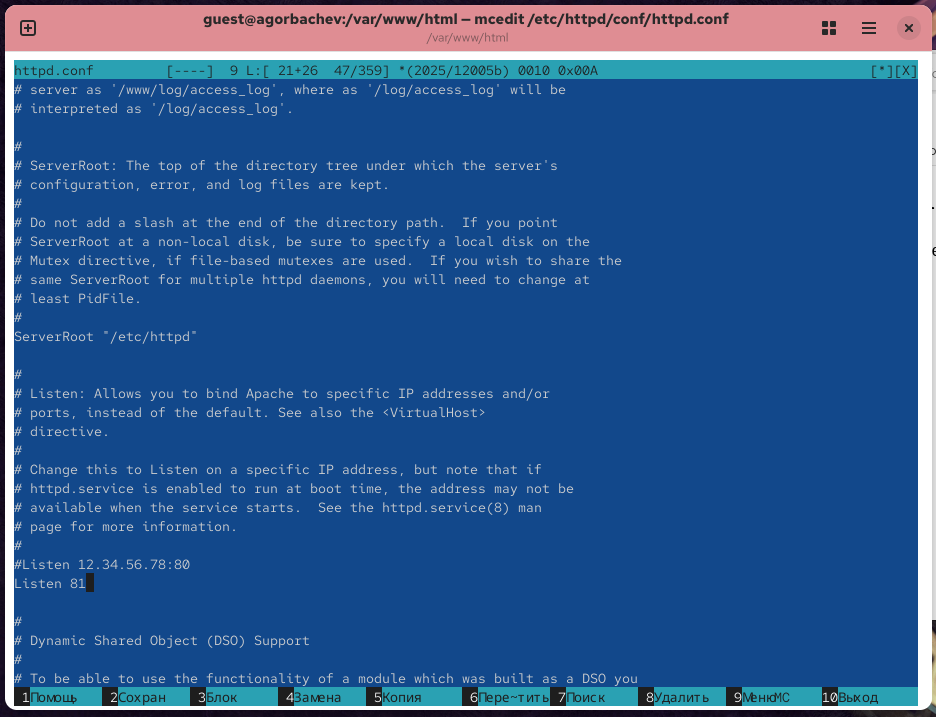 guest@agorbachev:/var/www/html — mcedit /etc/httpd/conf/httpd.conf
/var/www/html
httpd.conf         [----]  9 L:[ 21+26  47/359] *(2025/12005b) 0010 0x00A                                  [*][X]
# server as '/www/log/access_log', where as '/log/access_log' will be
# interpreted as '/log/access_log'.
#
# ServerRoot: The top of the directory tree under which the server's
# configuration, error, and log files are kept.
#
# Do not add a slash at the end of the directory path.  If you point
# ServerRoot at a non-local disk, be sure to specify a local disk on the
# Mutex directive, if file-based mutexes are used.  If you wish to share the
# same ServerRoot for multiple httpd daemons, you will need to change at
# least PidFile.
#
ServerRoot "/etc/httpd"
#
# Listen: Allows you to bind Apache to specific IP addresses and/or
# ports, instead of the default. See also the <VirtualHost>
# directive.
#
# Change this to Listen on a specific IP address, but note that if
# httpd.service is enabled to run at boot time, the address may not be
# available when the service starts.  See the httpd.service(8) man
# page for more information.
#
#Listen 12.34.56.78:80
Listen 81
#
# Dynamic Shared Object (DSO) Support
#
# To be able to use the functionality of a module which was built as a DSO you
1Помощь 2Сохран 3Блок 4Замена 5Копия 6Пере~тить 7Поиск 8Удалить 9МенюМС 10Выход